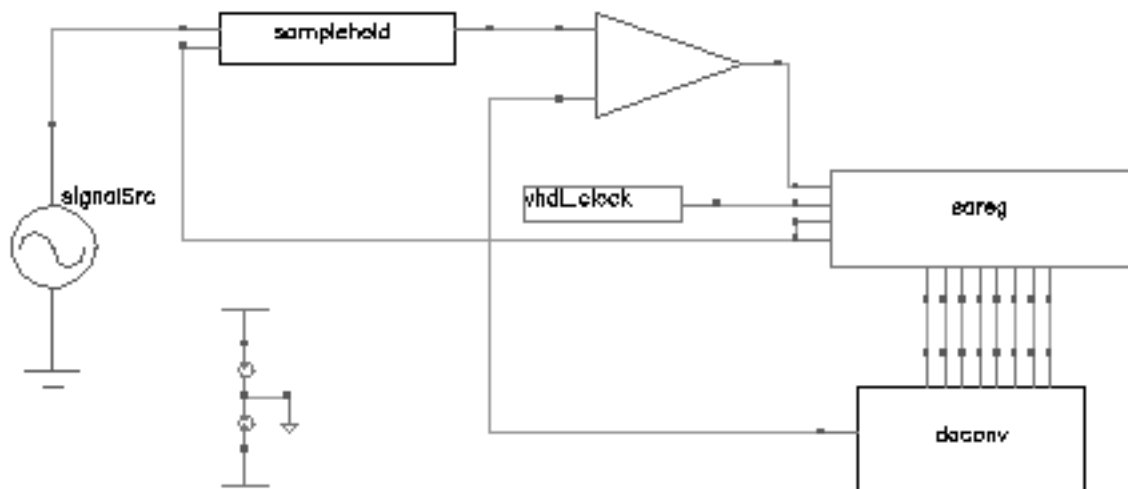 samplehold
signalSrc
vhdl_clock
sareg
daconv